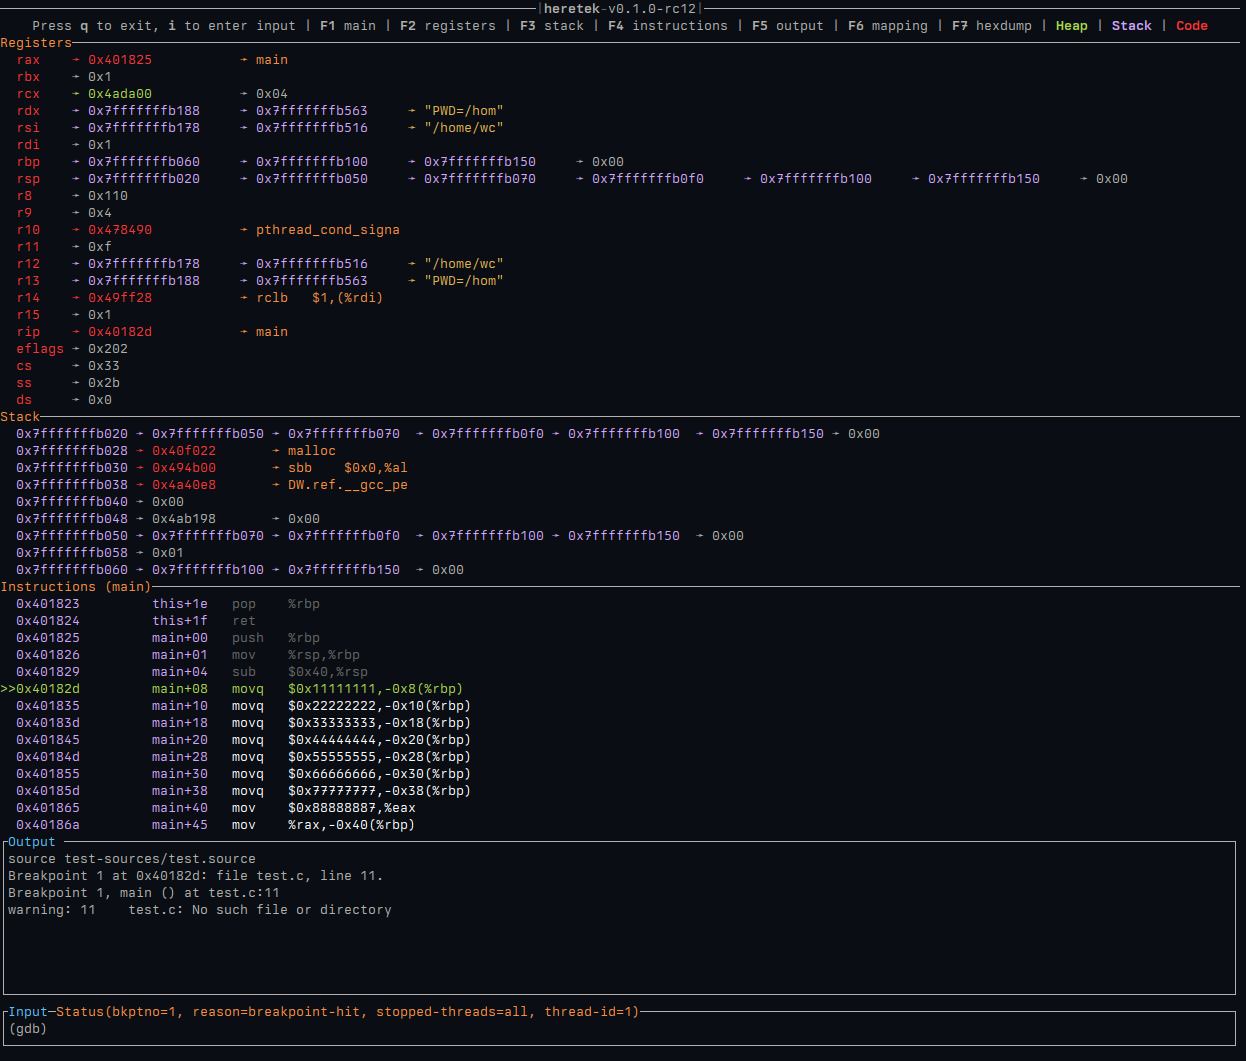 |heretek-v0.1.0-rc12|
Press q to exit, i to enter input | F1 main | F2 registers | F3 stack | F4 instructions | F5 output | F6 mapping | F7 hexdump | Heap | Stack | Code
Registers
rax ➛ 0x401825 ➛ main
rbx ➛ 0x1
rcx ➛ 0x4ada00 ➛ 0x04
rdx ➛ 0x7fffffffb188 ➛ 0x7fffffffb563 ➛ "PWD=/hom"
rsi ➛ 0x7fffffffb178 ➛ 0x7fffffffb516 ➛ "/home/wc"
rdi ➛ 0x1
rbp ➛ 0x7fffffffb060 ➛ 0x7fffffffb100 ➛ 0x7fffffffb150 ➛ 0x00
rsp ➛ 0x7fffffffb020 ➛ 0x7fffffffb050 ➛ 0x7fffffffb070 ➛ 0x7fffffffb0f0 ➛ 0x7fffffffb100 ➛ 0x7fffffffb150 ➛ 0x00
r8 ➛ 0x110
r9 ➛ 0x4
r10 ➛ 0x478490 ➛ pthread_cond_signa
r11 ➛ 0xf
r12 ➛ 0x7fffffffb178 ➛ 0x7fffffffb516 ➛ "/home/wc"
r13 ➛ 0x7fffffffb188 ➛ 0x7fffffffb563 ➛ "PWD=/hom"
r14 ➛ 0x49ff28 ➛ rclb $1,(%rdi)
r15 ➛ 0x1
rip ➛ 0x40182d ➛ main
eflags ➛ 0x202
cs ➛ 0x33
ss ➛ 0x2b
ds ➛ 0x0
Stack
0x7fffffffb020 ➛ 0x7fffffffb050 ➛ 0x7fffffffb070 ➛ 0x7fffffffb0f0 ➛ 0x7fffffffb100 ➛ 0x7fffffffb150 ➛ 0x00
0x7fffffffb028 ➛ 0x40f022 ➛ malloc
0x7fffffffb030 ➛ 0x494b00 ➛ sbb $0x0,%al
0x7fffffffb038 ➛ 0x4a40e8 ➛ DW.ref.__gcc_pe
0x7fffffffb040 ➛ 0x00
0x7fffffffb048 ➛ 0x4ab198 ➛ 0x00
0x7fffffffb050 ➛ 0x7fffffffb070 ➛ 0x7fffffffb0f0 ➛ 0x7fffffffb100 ➛ 0x7fffffffb150 ➛ 0x00
0x7fffffffb058 ➛ 0x01
0x7fffffffb060 ➛ 0x7fffffffb100 ➛ 0x7fffffffb150 ➛ 0x00
Instructions (main)
0x401823 this+1e pop %rbp
0x401824 this+1f ret
0x401825 main+00 push %rbp
0x401826 main+01 mov %rsp,%rbp
0x401829 main+04 sub $0x40,%rsp
>>0x40182d main+08 movq $0x11111111,-0x8(%rbp)
0x401835 main+10 movq $0x22222222,-0x10(%rbp)
0x40183d main+18 movq $0x33333333,-0x18(%rbp)
0x401845 main+20 movq $0x44444444,-0x20(%rbp)
0x40184d main+28 movq $0x55555555,-0x28(%rbp)
0x401855 main+30 movq $0x66666666,-0x30(%rbp)
0x40185d main+38 movq $0x77777777,-0x38(%rbp)
0x401865 main+40 mov $0x88888887,%eax
0x40186a main+45 mov %rax,-0x40(%rbp)
Output
source test-sources/test.source
Breakpoint 1 at 0x40182d: file test.c, line 11.
Breakpoint 1, main () at test.c:11
warning: 11 test.c: No such file or directory
Input—Status(bkptno=1, reason=breakpoint-hit, stopped-threads=all, thread-id=1)
(gdb)